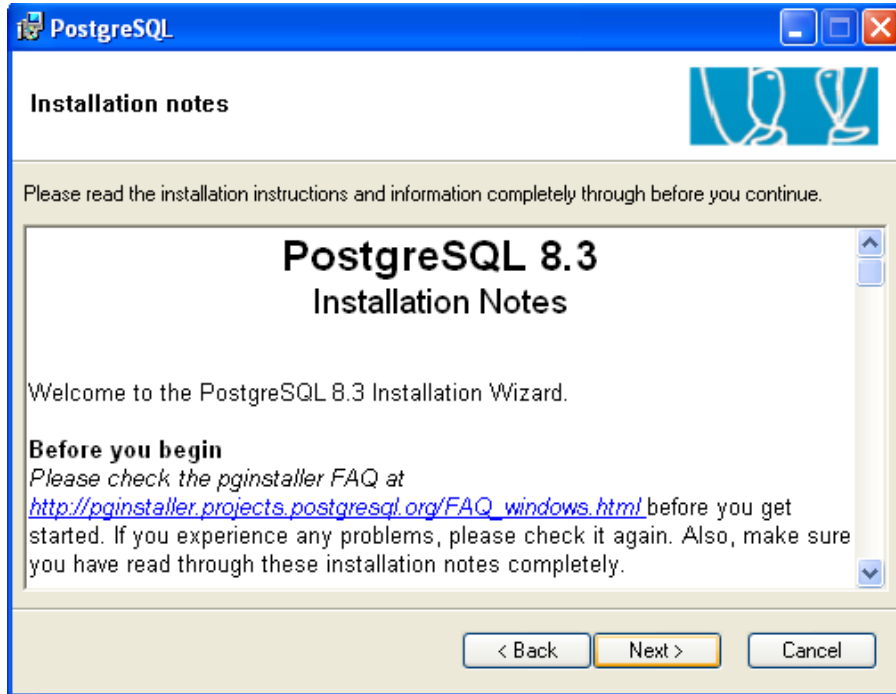 PostgreSQL
Installation notes
Please read the installation instructions and information completely through before you continue.
PostgreSQL 8.3
Installation Notes
Welcome to the PostgreSQL 8.3 Installation Wizard.
Before you begin
Please check the pginstaller FAQ at
http://pginstaller.projects.postgresql.org/FAQ_windows.html before you get
started. If you experience any problems, please check it again. Also, make sure
you have read through these installation notes completely.
< Back Next > Cancel